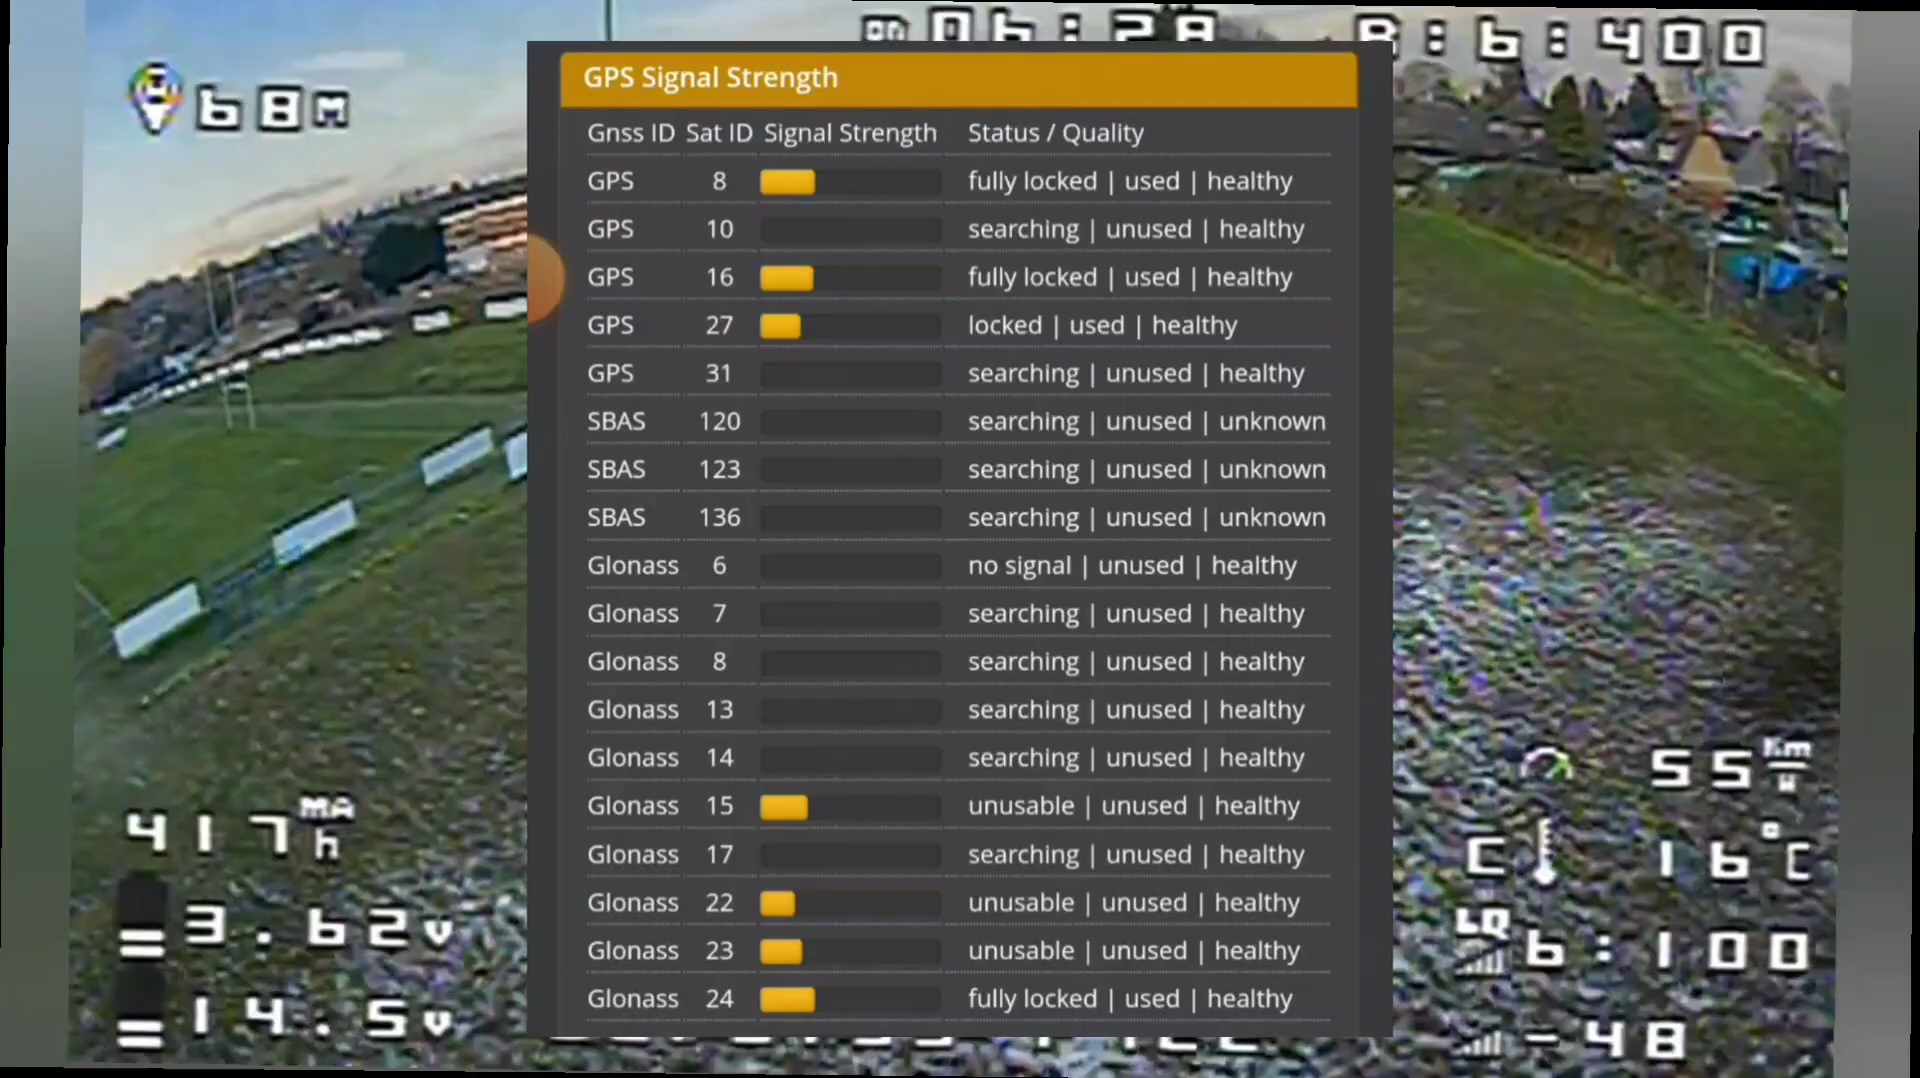 06:28
8:6:400
68M
GPS Signal Strength
Gnss ID Sat ID Signal Strength Status / Quality
GPS 8 fully locked | used | healthy
GPS 10 searching | unused | healthy
GPS 16 fully locked | used | healthy
GPS 27 locked | used | healthy
GPS 31 searching | unused | healthy
SBAS 120 searching | unused | unknown
SBAS 123 searching | unused | unknown
SBAS 136 searching | unused | unknown
Glonass 6 no signal | unused | healthy
Glonass 7 searching | unused | healthy
Glonass 8 searching | unused | healthy
Glonass 13 searching | unused | healthy
Glonass 14 searching | unused | healthy
Glonass 15 unusable | unused | healthy
Glonass 17 searching | unused | healthy
Glonass 22 unusable | unused | healthy
Glonass 23 unusable | unused | healthy
Glonass 24 fully locked | used | healthy
417 MAh
3.62V
14.5V
55 Km/H
C 16°C
LQ 6:100
-48